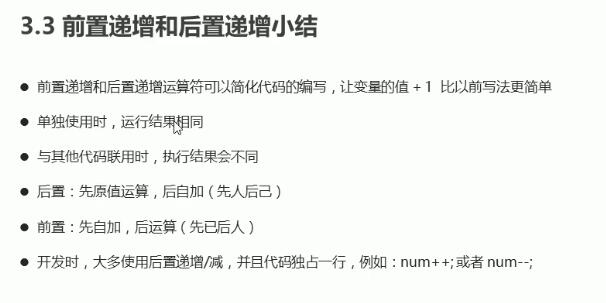 3.3 前置递增和后置递增小结
● 前置递增和后置递增运算符可以简化代码的编写，让变量的值 + 1 比以前写法更简单
● 单独使用时，运行结果相同
● 与其他代码联用时，执行结果会不同
● 后置：先原值运算，后自加（先人后己）
● 前置：先自加，后运算（先已后人）
● 开发时，大多使用后置递增/减，并且代码独占一行，例如：num++; 或者 num--;